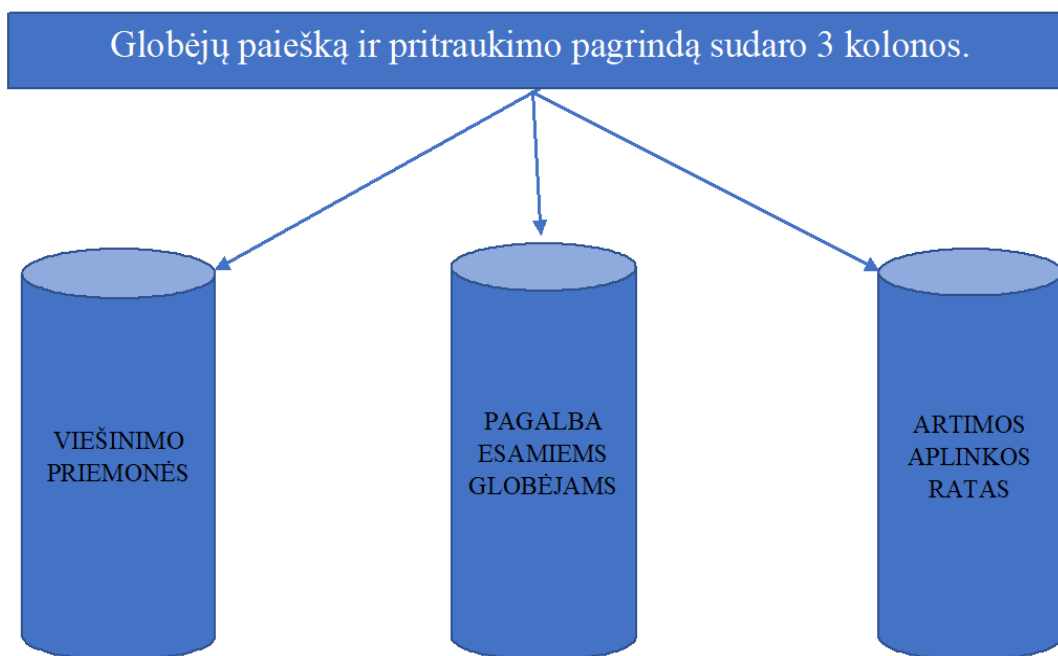 Globėjų paiešką ir pritraukimo pagrindą sudaro 3 kolonos.
VIEŠINIMO
PRIEMONĖS
PAGALBA
ESAMIEMS
GLOBĖJAMS
ARTIMOS
APLINKOS
RATAS